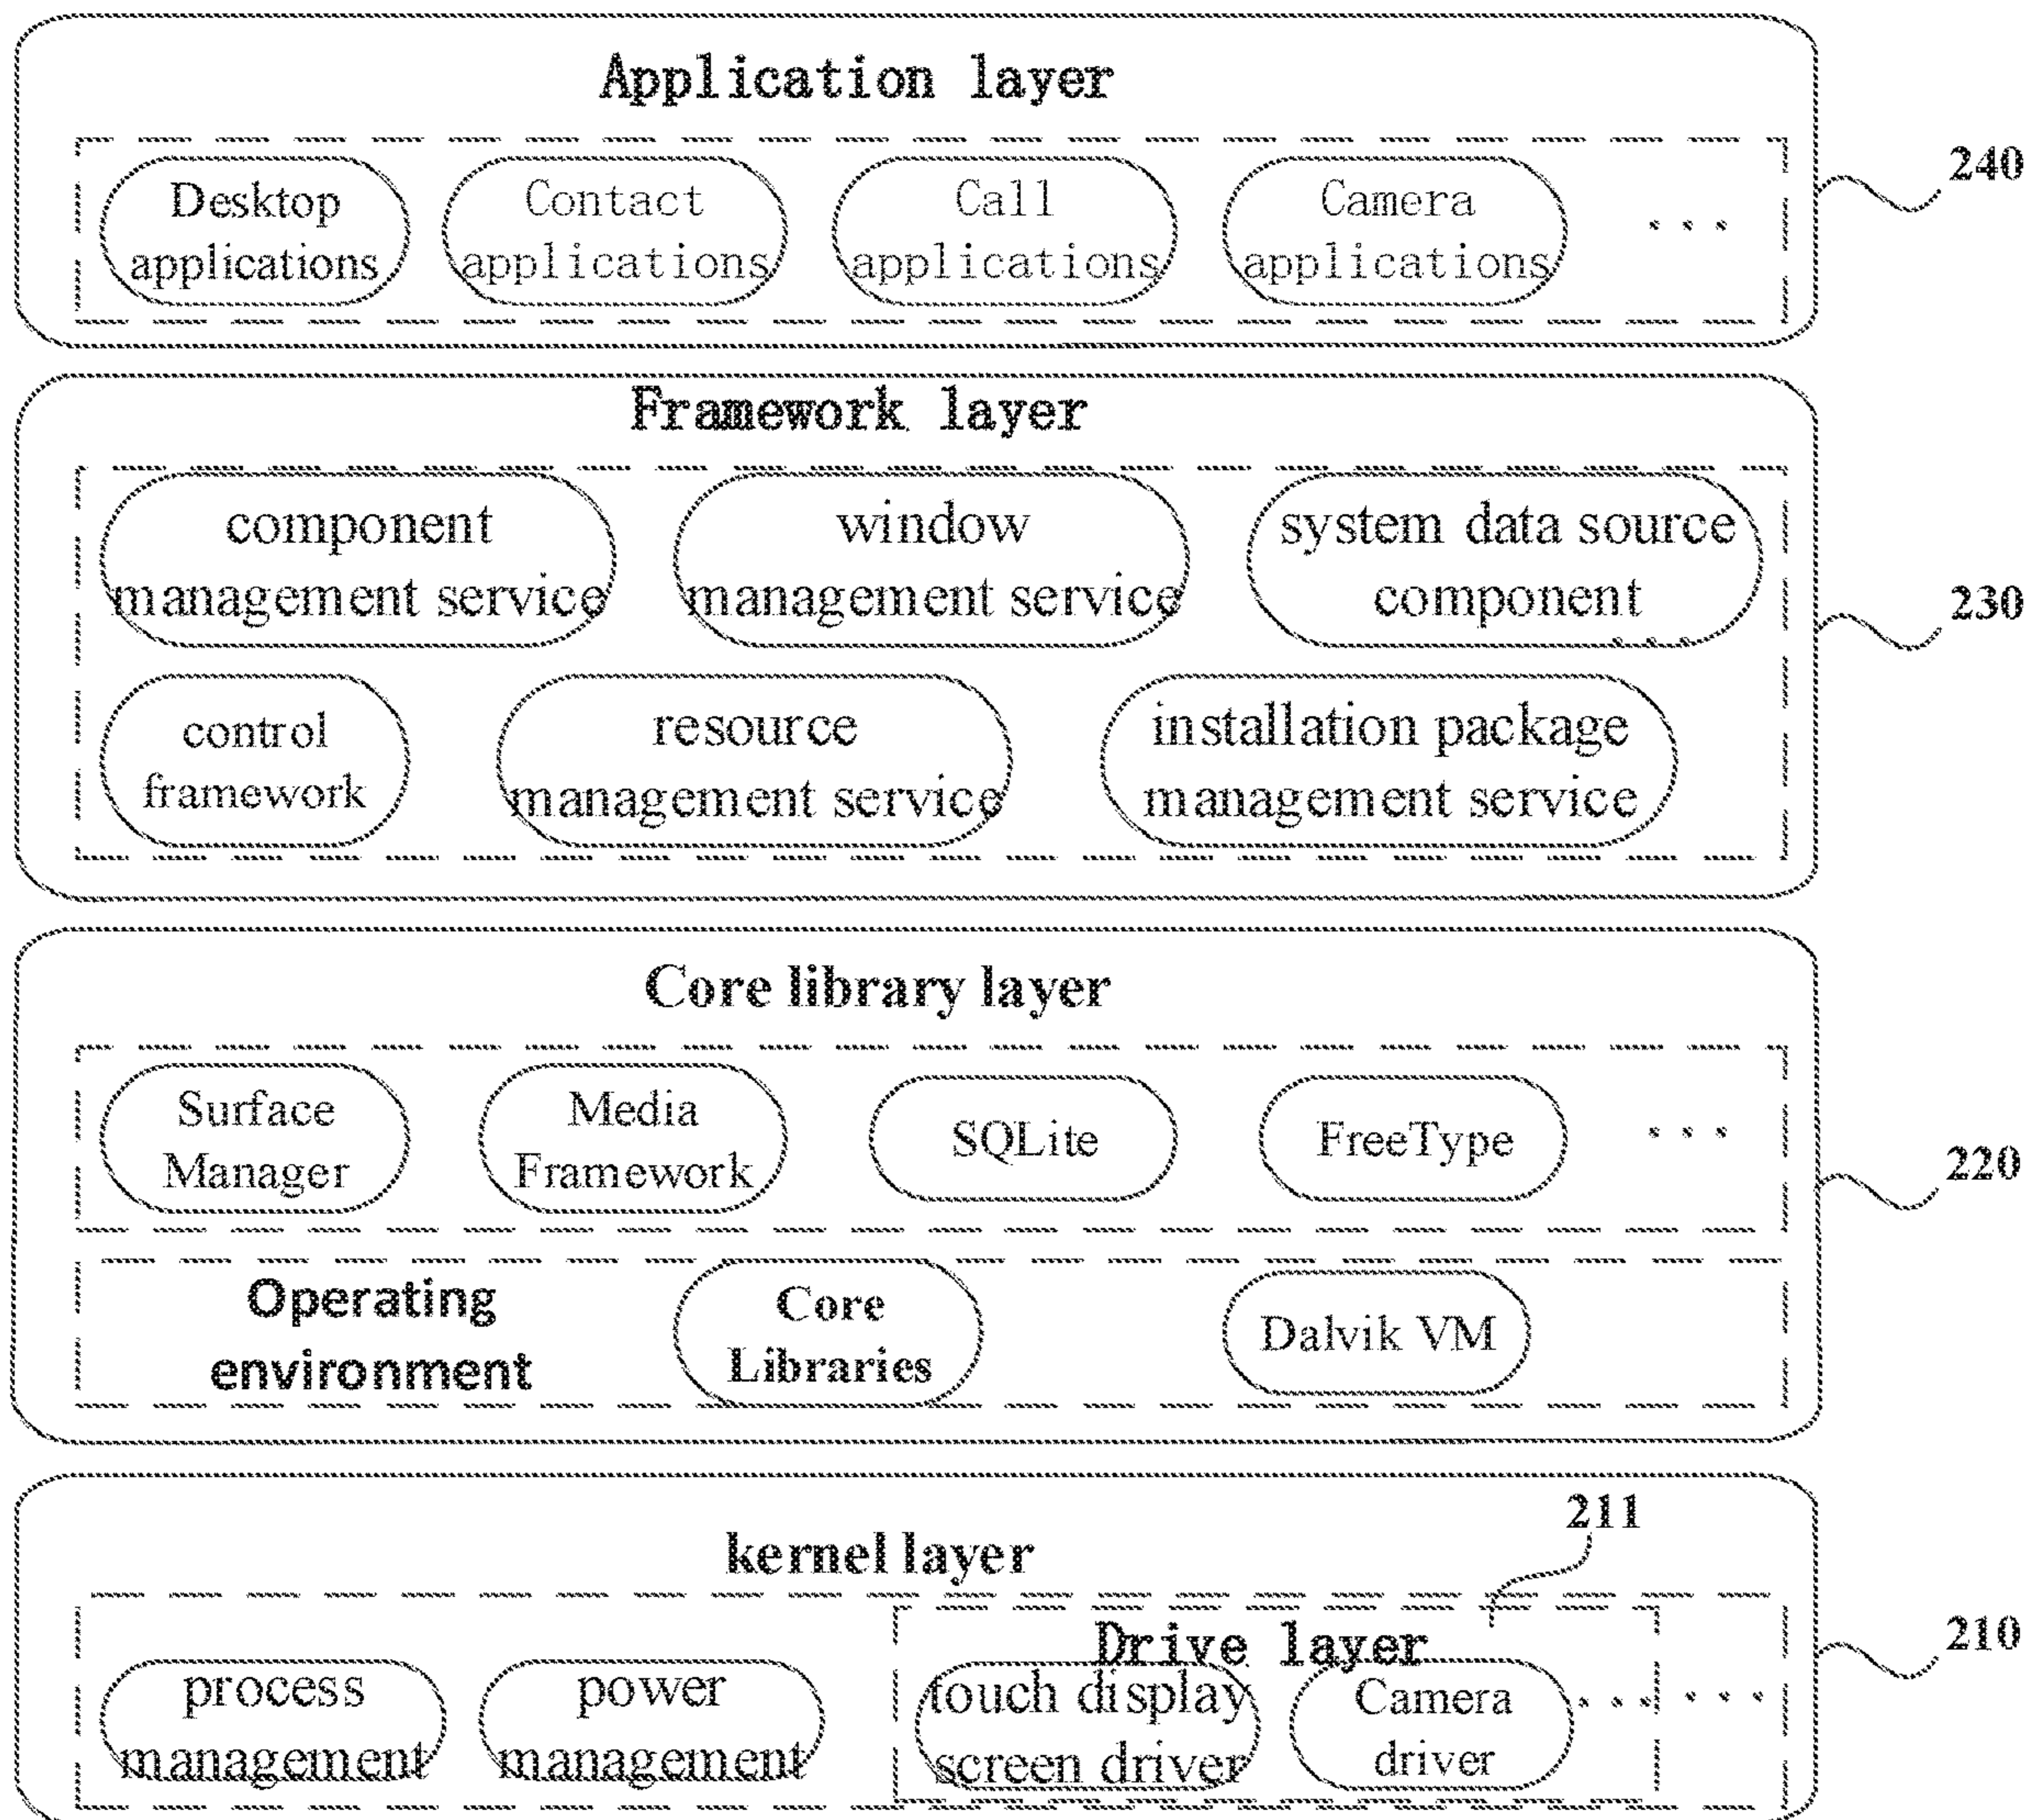 Application layer
Desktop applications
Contact applications
Call applications
Camera applications
...
240
Framework layer
component management service
window management service
system data source component
...
230
control framework
resource management service
installation package management service
Core library layer
Surface Manager
Media Framework
SQLite
FreeType
...
220
Operating environment
Core Libraries
Dalvik VM
kernel layer
211
Drive layer
210
process management
power management
touch display screen driver
Camera driver
...
...